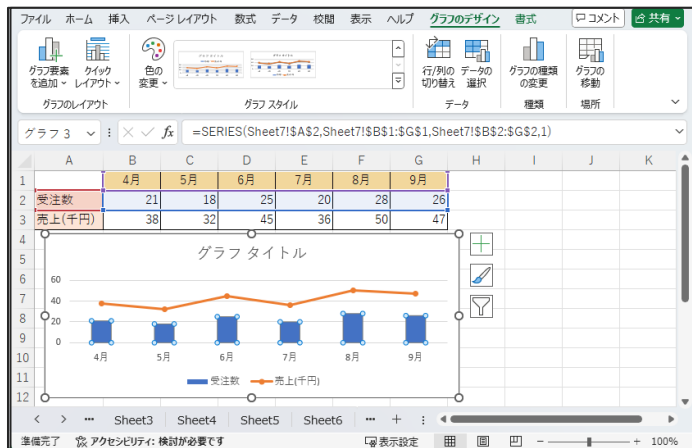 ファイル ホーム 挿入 ページ レイアウト 数式 データ 校閲 表示 ヘルプ グラフのデザイン 書式 コメント 共有
グラフ要素を追加 クイックレイアウト 色の変更 行/列の切り替え データの選択 グラフの種類の変更 グラフの移動
グラフのレイアウト グラフ スタイル データ 種類 場所
グラフ 3 fx =SERIES(Sheet7!$A$2,Sheet7!$B$1:$G$1,Sheet7!$B$2:$G$2,1)
A B C D E F G H I J K
1 4月 5月 6月 7月 8月 9月
2 受注数 21 18 25 20 28 26
3 売上(千円) 38 32 45 36 50 47
4
5
6
7
8
9
10
11
12
グラフ タイトル
60
40
20
0
4月 5月 6月 7月 8月 9月
受注数 売上(千円)
··· Sheet3 Sheet4 Sheet5 Sheet6 ···
準備完了 アクセシビリティ: 検討が必要です 表示設定 100%